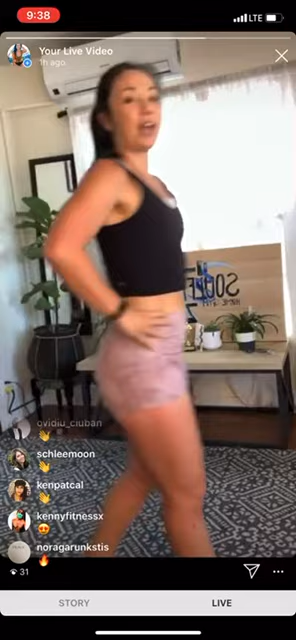 9:38
LTE
Your Live Video
1h ago
ovidiu_ciuban
schleemoon
kenpatcal
kennyfitnessx
noragarunkstis
31
STORY
LIVE